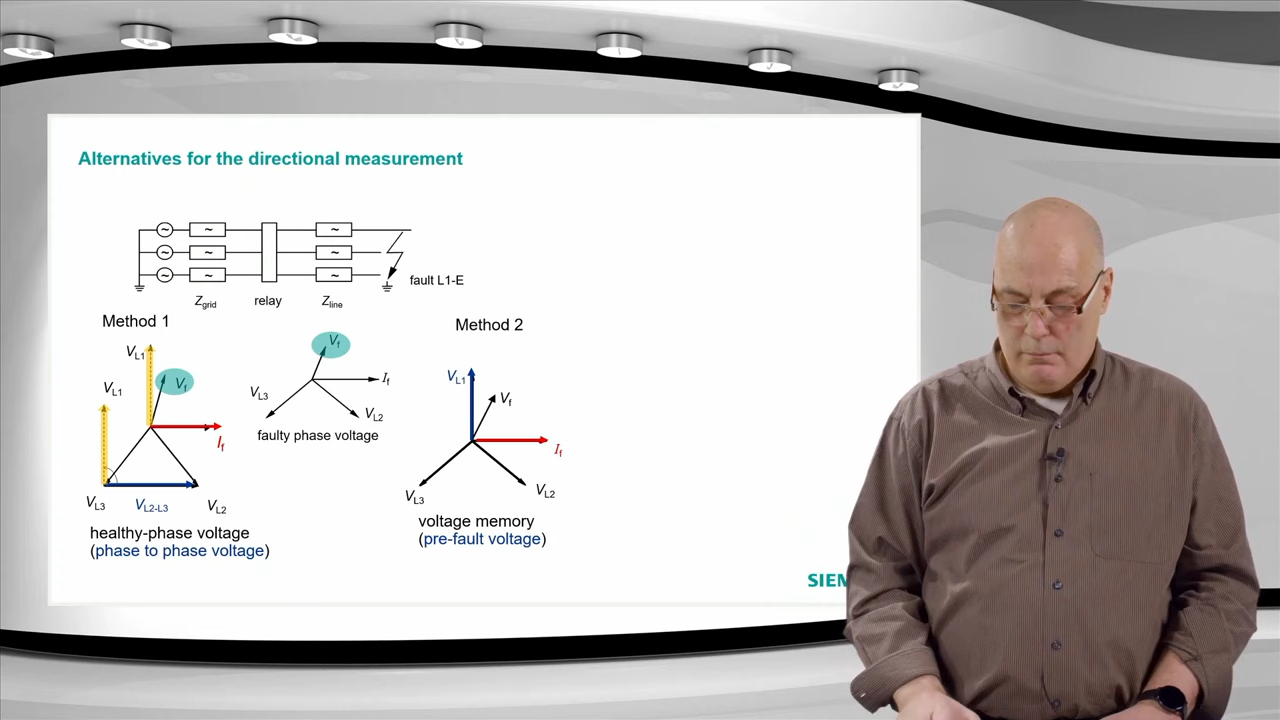 Alternatives for the directional measurement
~ ~ ~
~ ~ ~
~ ~ ~
fault L1-E
Zgrid relay Zline
Method 1
Method 2
VL1
Vf
VL1
Vf
VL3
If
VL2
faulty phase voltage
If
VL3
VL2-L3
VL2
healthy-phase voltage
(phase to phase voltage)
VL1
Vf
If
VL3
VL2
voltage memory
(pre-fault voltage)
SIEM